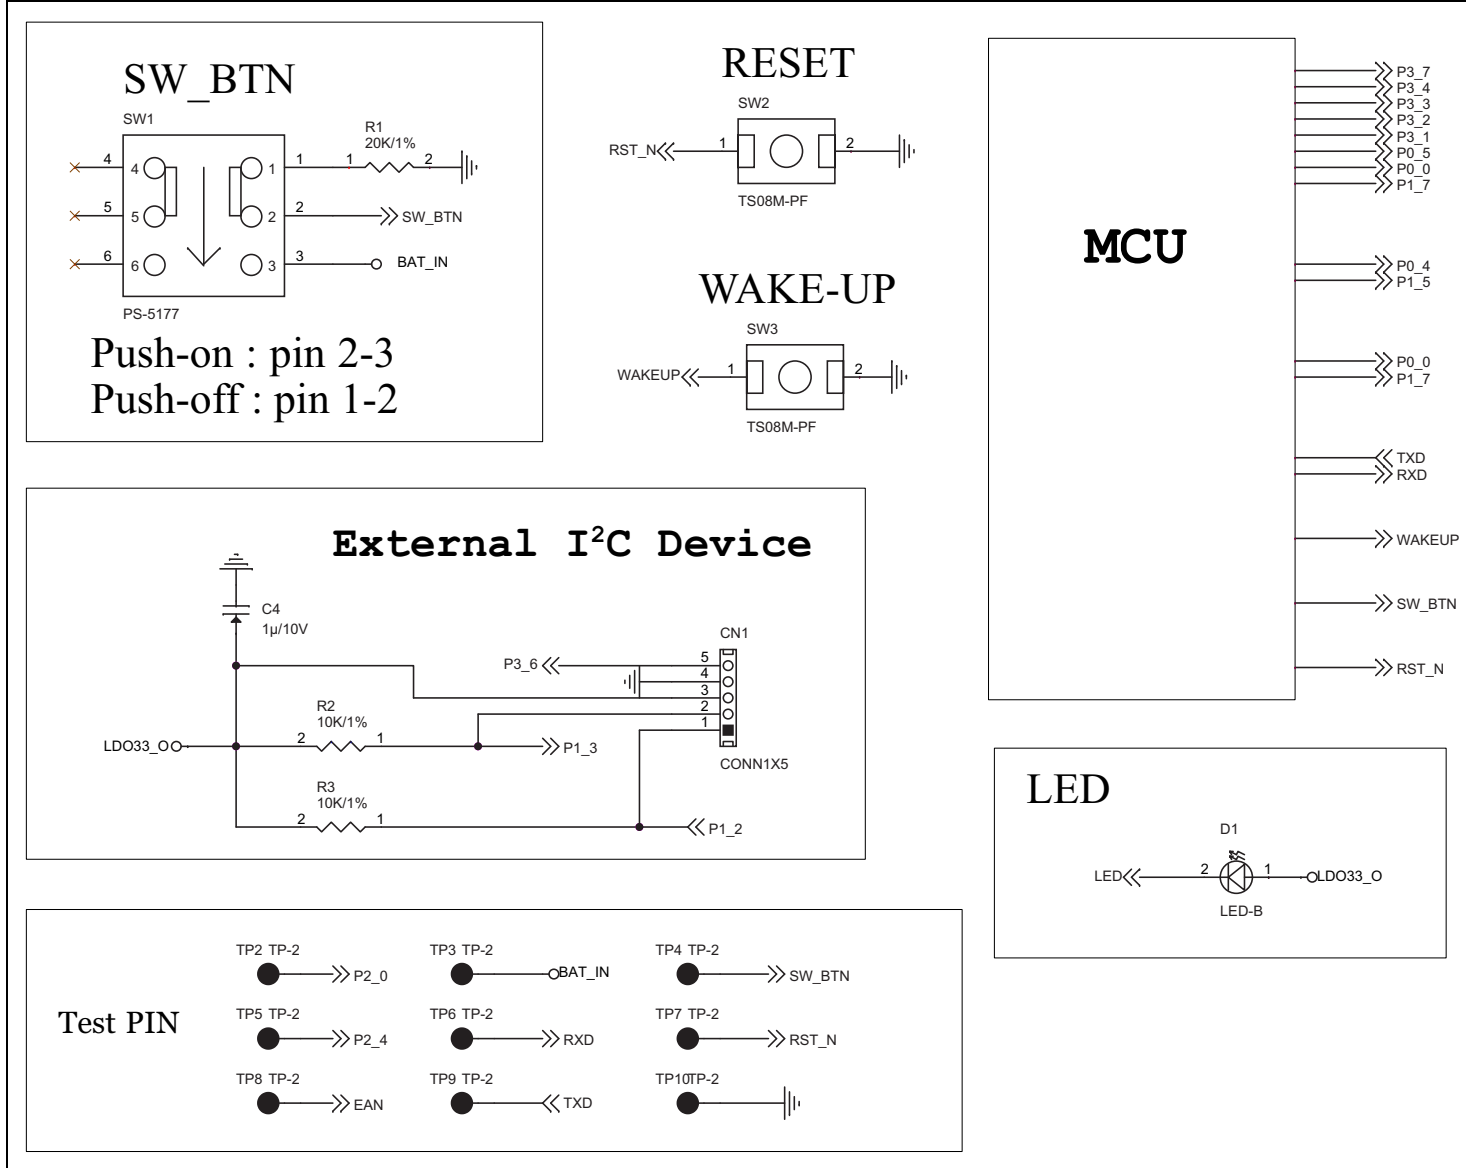 SW_BTN
SW1
R1
20K/1%
4
4
1
1
1
2
5
5
2
2
SW_BTN
6
6
3
3
BAT_IN
PS-5177
Push-on : pin 2-3
Push-off : pin 1-2
RESET
SW2
RST_N
1
2
TS08M-PF
WAKE-UP
SW3
WAKEUP
1
2
TS08M-PF
MCU
P3_7
P3_4
P3_3
P3_2
P3_1
P0_5
P0_0
P1_7
P0_4
P1_5
P0_0
P1_7
TXD
RXD
WAKEUP
SW_BTN
RST_N
External I²C Device
C4
1µ/10V
CN1
P3_6
5
4
3
2
1
R2
10K/1%
LDO33_O
2
1
P1_3
CONN1X5
R3
10K/1%
2
1
P1_2
LED
D1
LED
2
1
LDO33_O
LED-B
Test PIN
TP2 TP-2
P2_0
TP3 TP-2
BAT_IN
TP4 TP-2
SW_BTN
TP5 TP-2
P2_4
TP6 TP-2
RXD
TP7 TP-2
RST_N
TP8 TP-2
EAN
TP9 TP-2
TXD
TP10TP-2